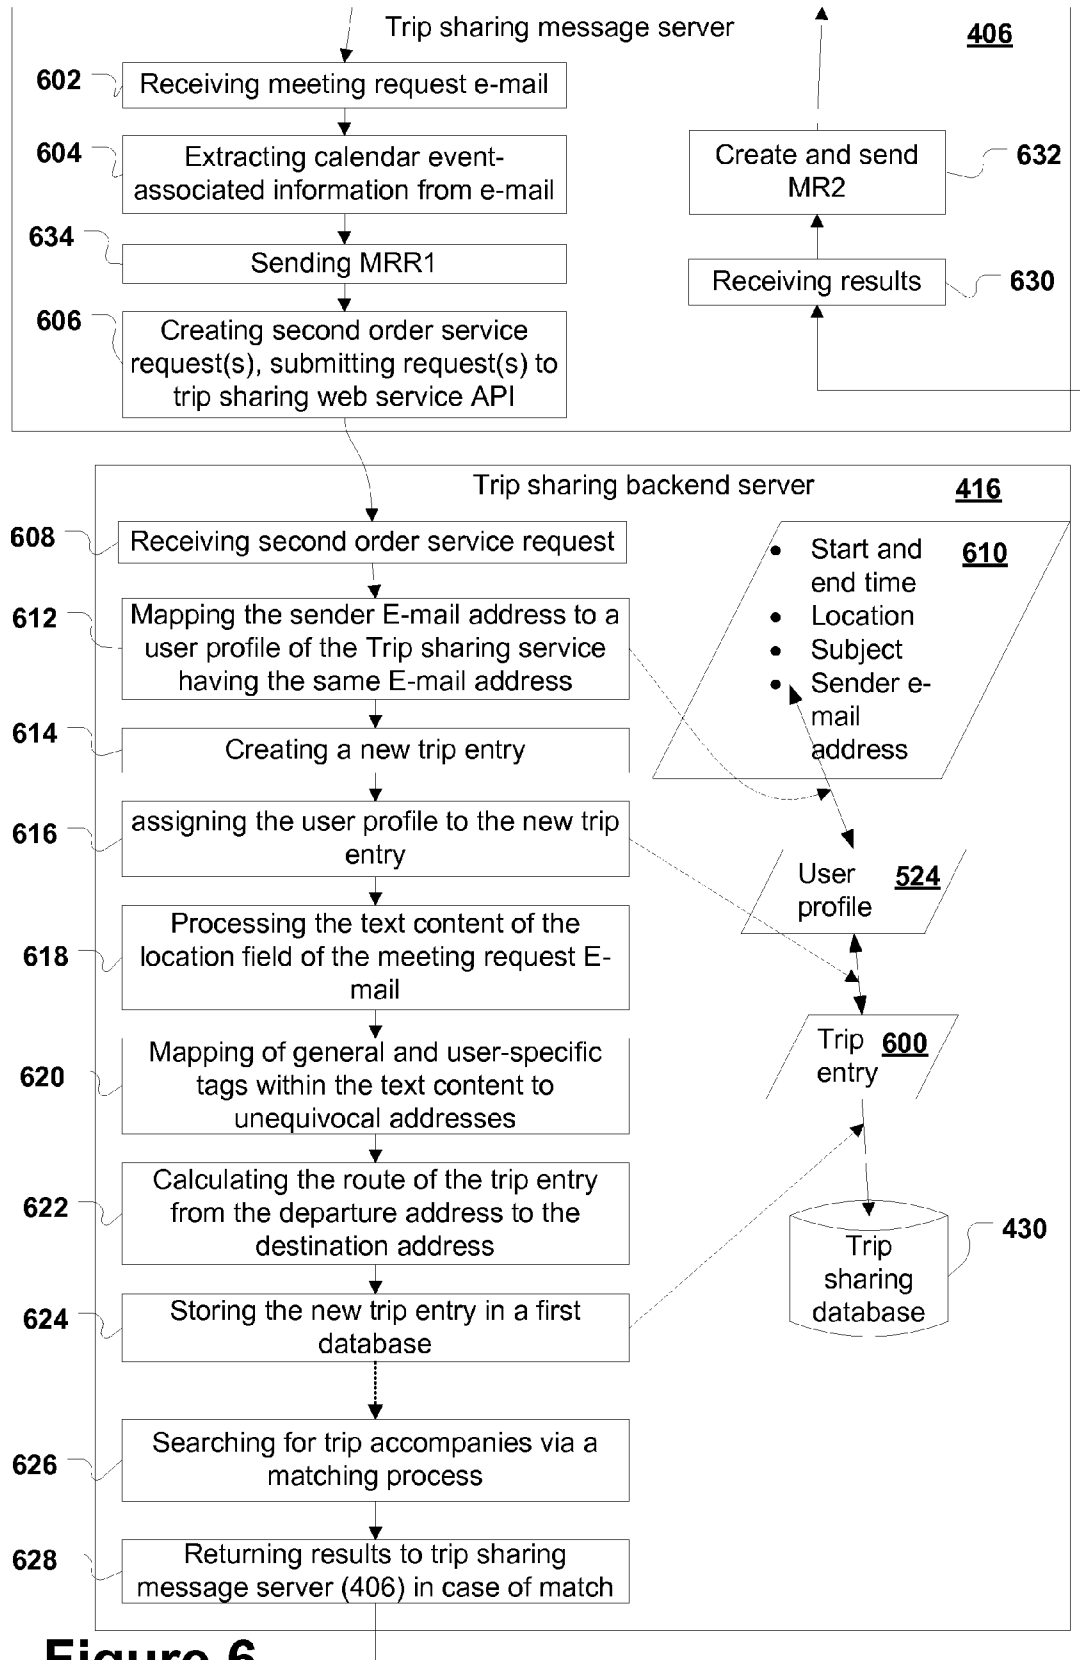 Trip sharing message server
406
602
Receiving meeting request e-mail
604
Extracting calendar event-
associated information from e-mail
634
Sending MRR1
606
Creating second order service
request(s), submitting request(s) to
trip sharing web service API
Create and send
MR2
632
Receiving results
630
Trip sharing backend server
416
608
Receiving second order service request
612
Mapping the sender E-mail address to a
user profile of the Trip sharing service
having the same E-mail address
614
Creating a new trip entry
616
assigning the user profile to the new trip
entry
618
Processing the text content of the
location field of the meeting request E-
mail
620
Mapping of general and user-specific
tags within the text content to
unequivocal addresses
622
Calculating the route of the trip entry
from the departure address to the
destination address
624
Storing the new trip entry in a first
database
626
Searching for trip accompanies via a
matching process
628
Returning results to trip sharing
message server (406) in case of match
610
• Start and
end time
• Location
• Subject
• Sender e-
mail
address
User
profile
524
Trip
entry
600
Trip
sharing
database
430
Figure 6